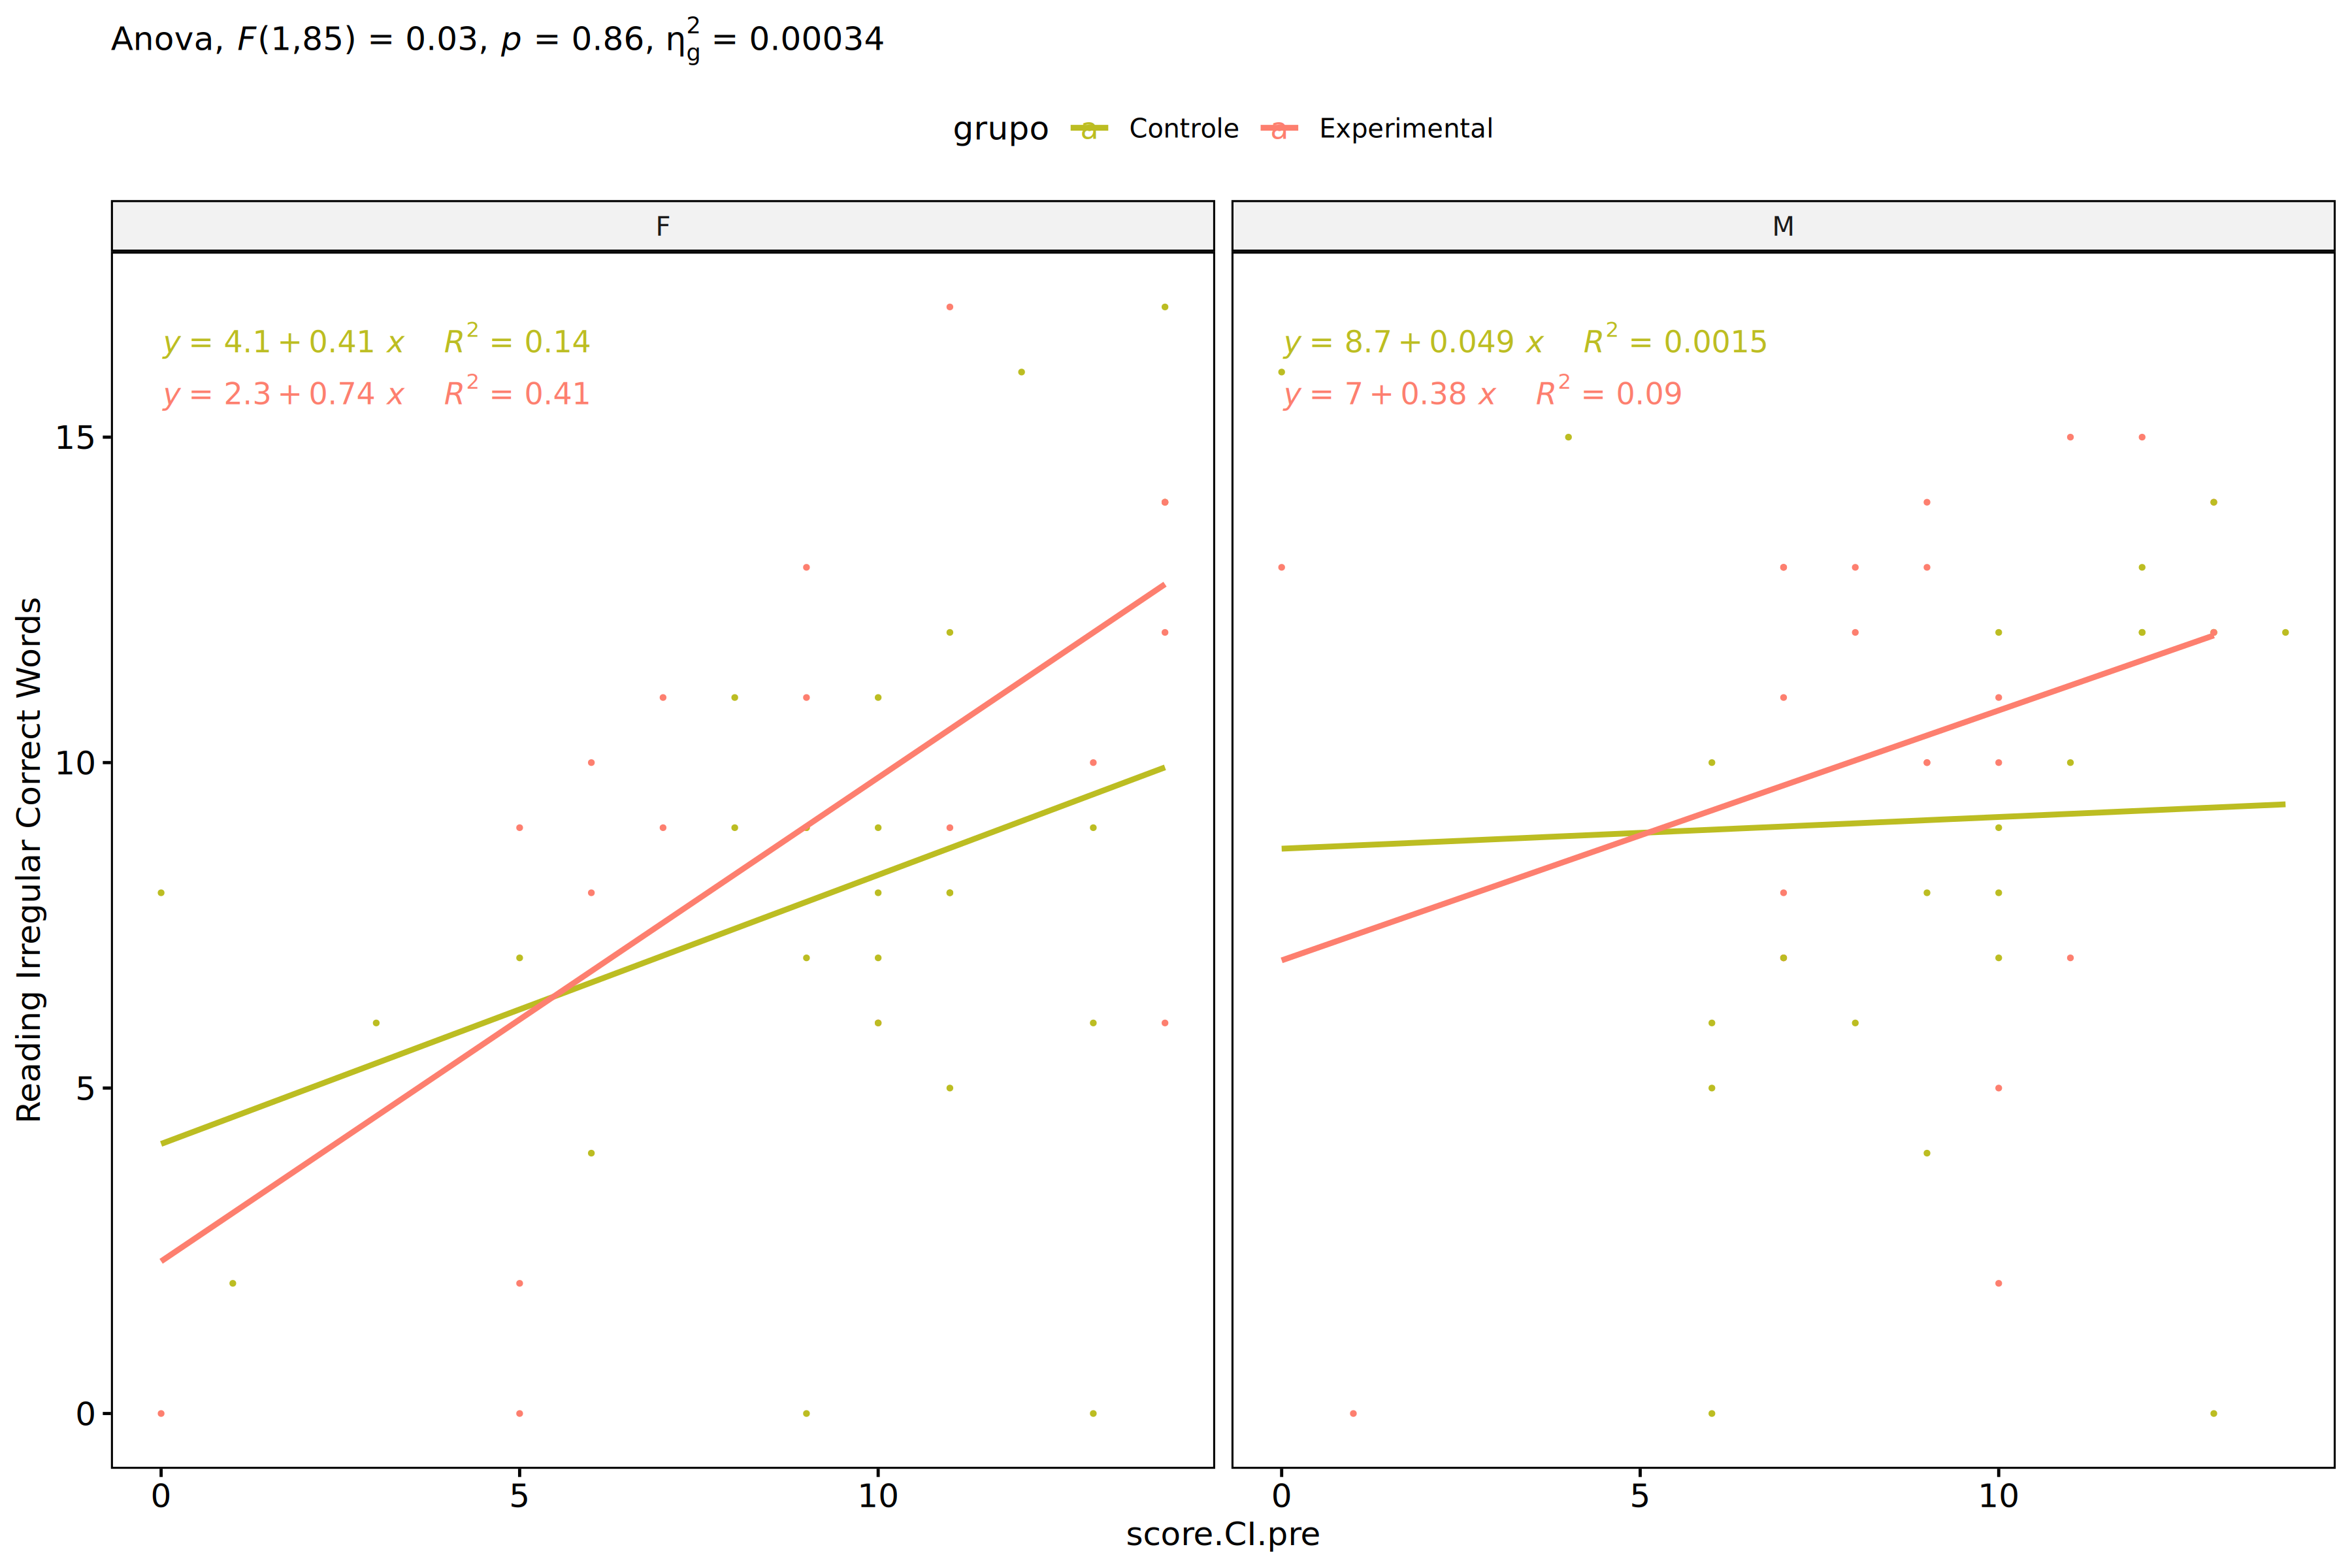 Anova, F(1,85) = 0.03, p = 0.86, η²g = 0.00034
grupo a Controle a Experimental
F
M
y = 4.1 + 0.41 x R² = 0.14
y = 2.3 + 0.74 x R² = 0.41
y = 8.7 + 0.049 x R² = 0.0015
y = 7 + 0.38 x R² = 0.09
Reading Irregular Correct Words
15
10
5
0
0 5 10
0 5 10
score.CI.pre